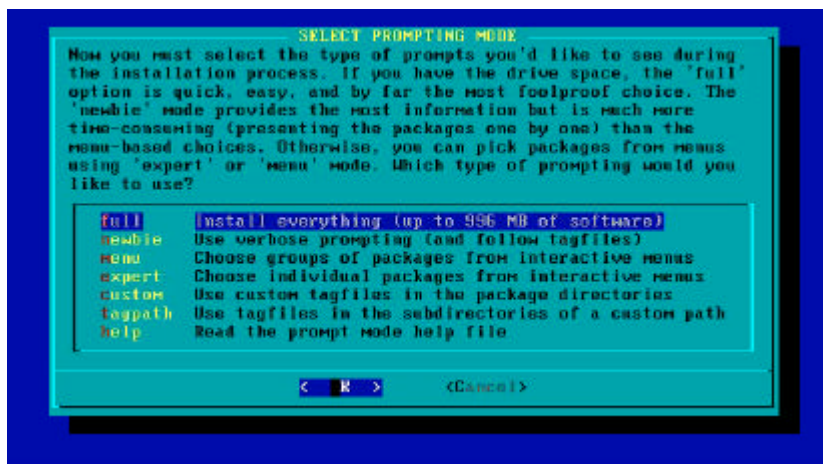 SELECT PROMPTING MODE
Now you must select the type of prompts you'd like to see during
the installation process. If you have the drive space, the 'full'
option is quick, easy, and by far the most foolproof choice. The
'newbie' mode provides the most information but is much more
time-consuming (presenting the packages one by one) than the
menu-based choices. Otherwise, you can pick packages from menus
using 'expert' or 'menu' mode. Which type of prompting would you
like to use?
full Install everything (up to 996 MB of software)
newbie Use verbose prompting (and follow tagfiles)
menu Choose groups of packages from interactive menus
expert Choose individual packages from interactive menus
custom Use custom tagfiles in the package directories
tagpath Use tagfiles in the subdirectories of a custom path
help Read the prompt mode help file
< K > <Cancel>